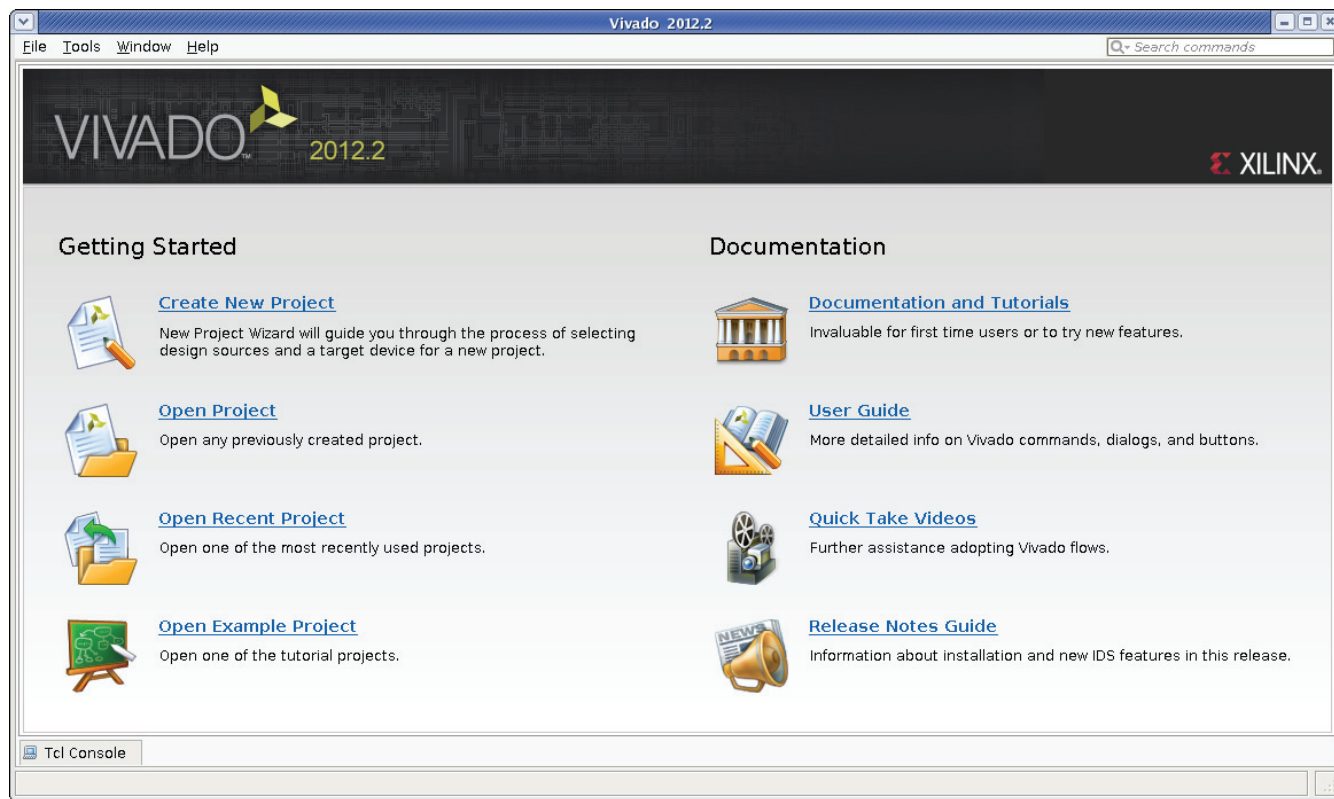 Vivado 2012.2
File Tools Window Help
Search commands
VIVADO™ 2012.2
XILINX®
Getting Started
Create New Project
New Project Wizard will guide you through the process of selecting
design sources and a target device for a new project.
Open Project
Open any previously created project.
Open Recent Project
Open one of the most recently used projects.
Open Example Project
Open one of the tutorial projects.
Documentation
Documentation and Tutorials
Invaluable for first time users or to try new features.
User Guide
More detailed info on Vivado commands, dialogs, and buttons.
Quick Take Videos
Further assistance adopting Vivado flows.
NEWS
Release Notes Guide
Information about installation and new IDS features in this release.
Tcl Console